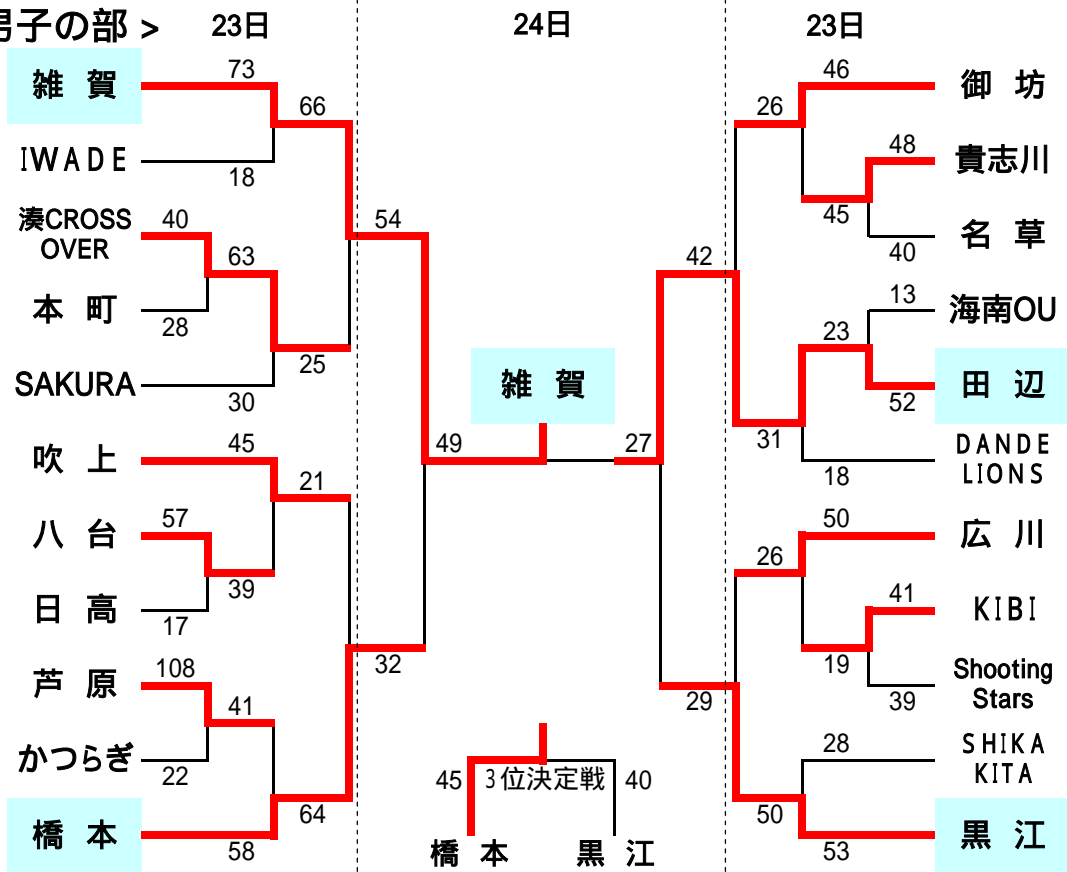 男子の部 >
23日
24日
23日
雑 賀
73
66
IWADE
18
湊CROSS
OVER
40
63
54
本 町
28
25
SAKURA
30
吹 上
45
21
49
八 台
57
39
日 高
17
32
芦 原
108
41
かつらぎ
22
64
橋 本
58
雑 賀
45
3位決定戦
40
橋 本
黒 江
46
御 坊
26
48
貴志川
45
名 草
40
42
13
海南OU
23
田 辺
52
27
31
DANDE
LIONS
18
50
広 川
26
41
KIBI
19
Shooting
Stars
39
29
28
SHIKA
KITA
50
黒 江
53